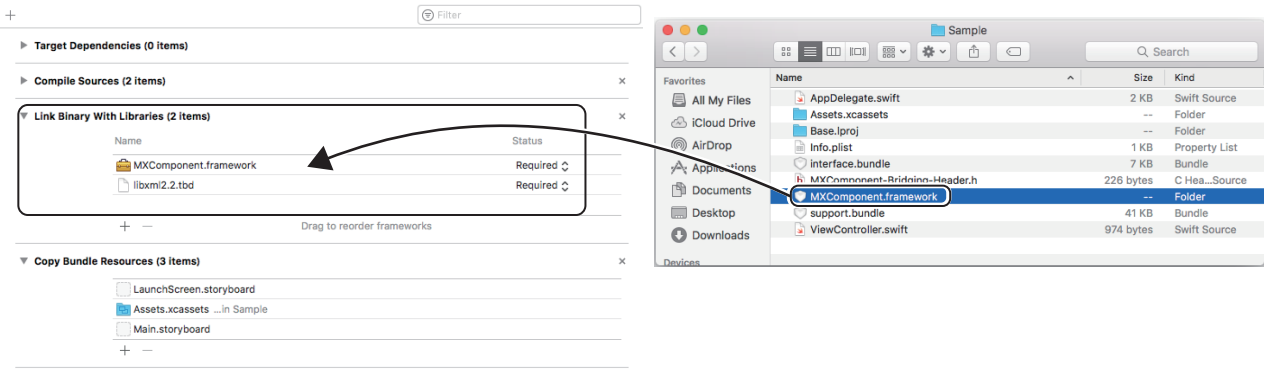 Filter
Target Dependencies (0 items)
Compile Sources (2 items)
Link Binary With Libraries (2 items)
Name Status
MXComponent.framework Required
libxml2.2.tbd Required
Drag to reorder frameworks
Copy Bundle Resources (3 items)
LaunchScreen.storyboard
Assets.xcassets ...in Sample
Main.storyboard
Sample
Search
Favorites
All My Files
iCloud Drive
AirDrop
Applications
Documents
Desktop
Downloads
Devices
Name Size Kind
AppDelegate.swift 2 KB Swift Source
Assets.xcassets -- Folder
Base.lproj -- Folder
Info.plist 1 KB Property List
interface.bundle 7 KB Bundle
MXComponent-Bridging-Header.h 226 bytes C Hea...Source
MXComponent.framework -- Folder
support.bundle 41 KB Bundle
ViewController.swift 974 bytes Swift Source